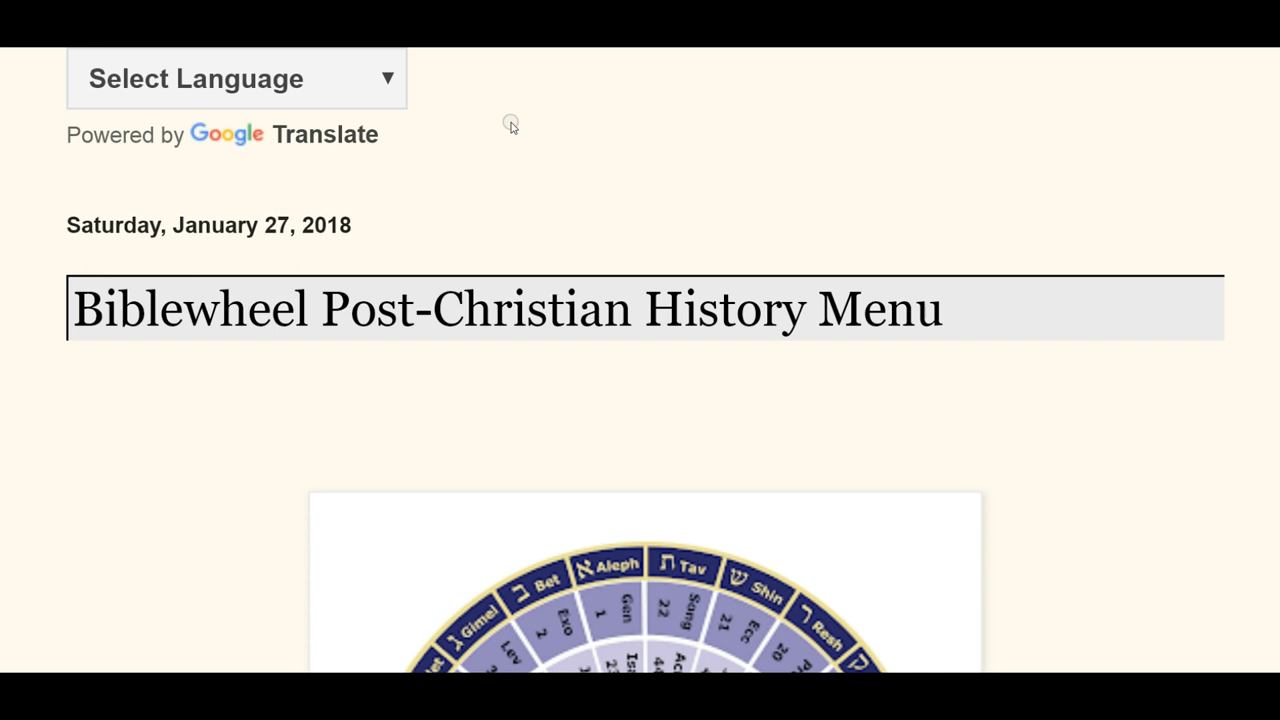 Select Language ▼
Powered by Google Translate
Saturday, January 27, 2018
Biblewheel Post-Christian History Menu
א Aleph
ת Tav
ב Bet
ש Shin
ג Gimel
ר Resh
ק
Gen
1
Song
22
Exo
2
Ecc
21
Lev
20